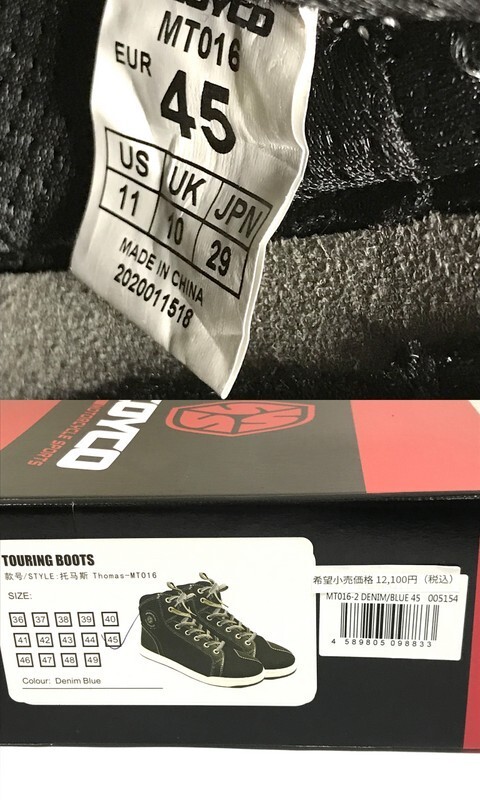 MT016
EUR
45
US UK JPN
11 10 29
MADE IN CHINA
2020011518
MOTORCYCLE SPORTS
TOURING BOOTS
款号/STYLE:托马斯 Thomas-MT016
SIZE:
36 37 38 39 40
41 42 43 44 45
46 47 48 49
Colour: Denim Blue
希望小売価格 12,100円（税込）
MT016-2 DENIM/BLUE 45 005154
4 589805 098833